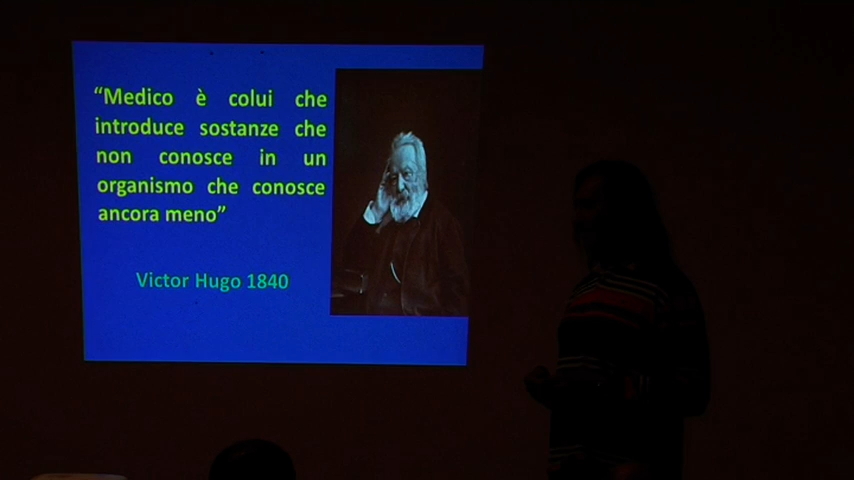 “Medico è colui che
introduce sostanze che
non conosce in un
organismo che conosce
ancora meno”
Victor Hugo 1840